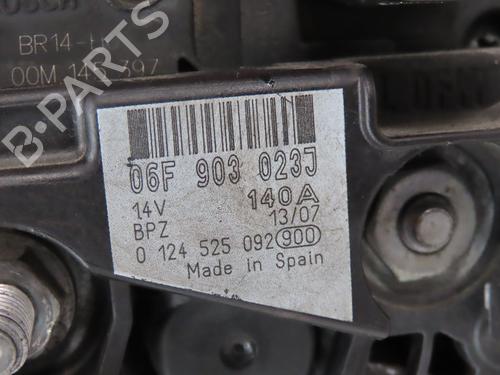 BR14-
00M 14
06F 903 023J
14V 140A
BPZ 13/07
0 124 525 092 900
Made in Spain
B-PARTS